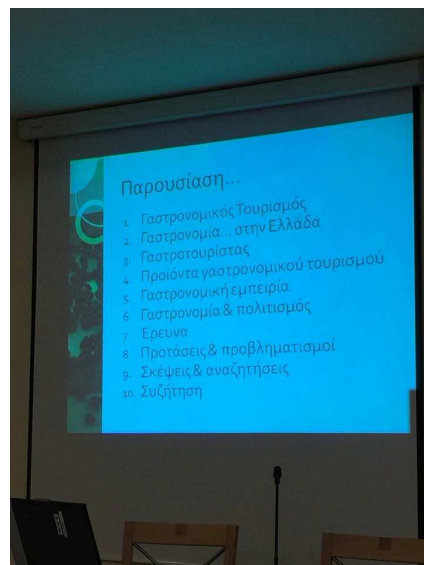 Παρουσίαση...
1. Γαστρονομικός Τουρισμός
2. Γαστρονομία... στην Ελλάδα
3. Γαστροτουρίστας
4. Προϊόντα γαστρονομικού τουρισμού
5. Γαστρονομική εμπειρία
6. Γαστρονομία & πολιτισμός
7. Έρευνα
8. Προτάσεις & προβληματισμοί
9. Σκέψεις & αναζητήσεις
10. Συζήτηση